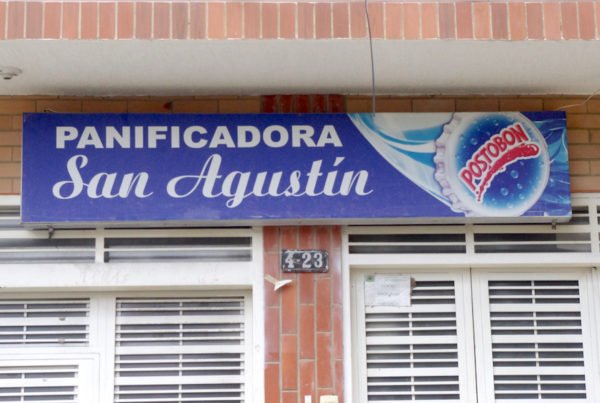 PANIFICADORA
San Agustín
POSTOBON
4-23